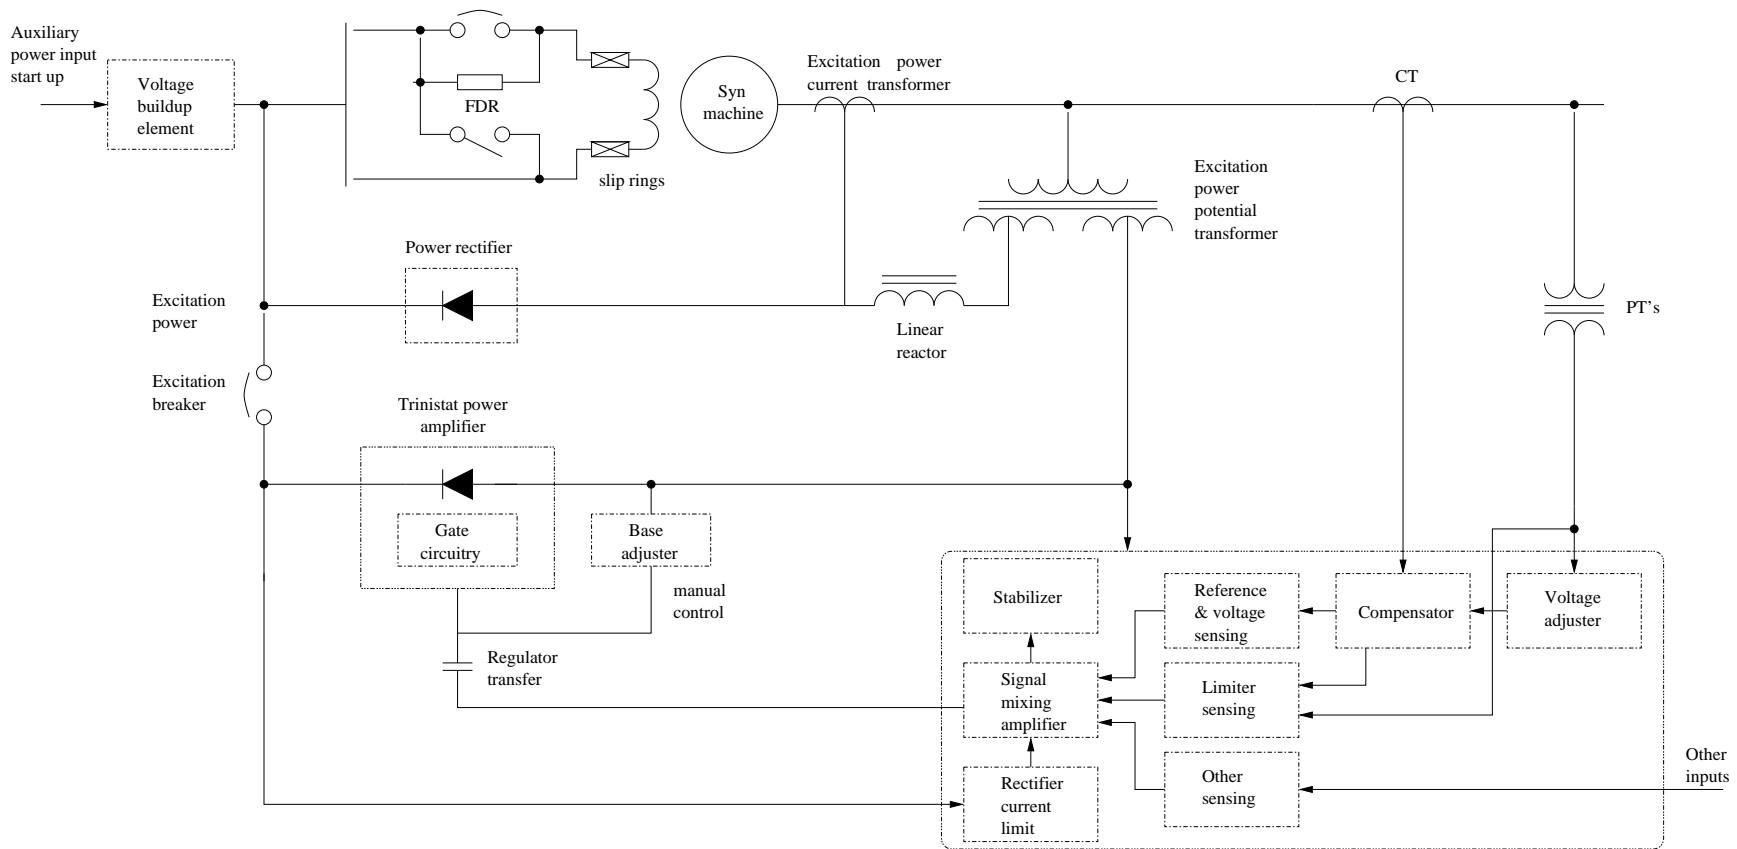 Auxiliary
power input
start up
Voltage
buildup
element
FDR
slip rings
Syn
machine
Excitation power
current transformer
CT
Excitation
power
potential
transformer
Power rectifier
Excitation
power
Linear
reactor
PT's
Excitation
breaker
Trinistat power
amplifier
Gate
circuitry
Base
adjuster
manual
control
Regulator
transfer
Stabilizer
Reference
& voltage
sensing
Compensator
Voltage
adjuster
Signal
mixing
amplifier
Limiter
sensing
Rectifier
current
limit
Other
sensing
Other
inputs